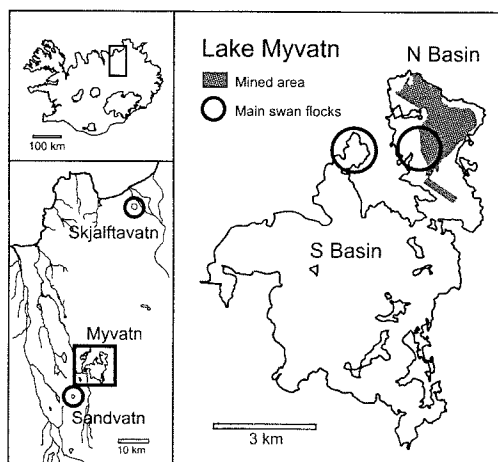 100 km
Skjalftavatn
Myvatn
Sandvatn
10 km
Lake Myvatn
N Basin
Mined area
Main swan flocks
S Basin
3 km